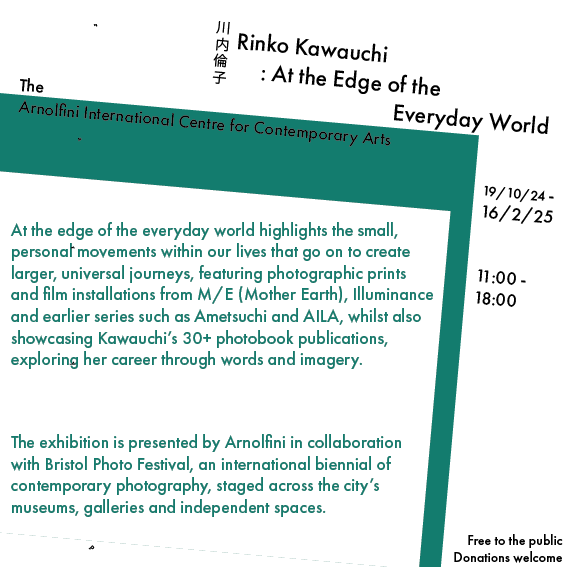 川内倫子
Rinko Kawauchi
: At the Edge of the
Everyday World
The
Arnolfini International Centre for Contemporary Arts
19/10/24 -
16/2/25
11:00 -
18:00
At the edge of the everyday world highlights the small,
personal movements within our lives that go on to create
larger, universal journeys, featuring photographic prints
and film installations from M/E (Mother Earth), Illuminance
and earlier series such as Ametsuchi and AILA, whilst also
showcasing Kawauchi’s 30+ photobook publications,
exploring her career through words and imagery.
The exhibition is presented by Arnolfini in collaboration
with Bristol Photo Festival, an international biennial of
contemporary photography, staged across the city’s
museums, galleries and independent spaces.
Free to the public
Donations welcome